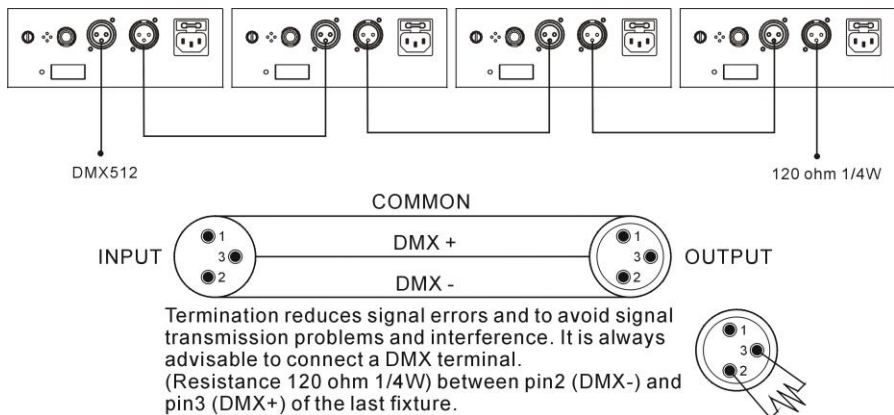 DMX512
120 ohm 1/4W
COMMON
INPUT
1
3
2
DMX +
DMX -
1
3
2
OUTPUT
Termination reduces signal errors and to avoid signal
transmission problems and interference. It is always
advisable to connect a DMX terminal.
(Resistance 120 ohm 1/4W) between pin2 (DMX-) and
pin3 (DMX+) of the last fixture.
1
3
2